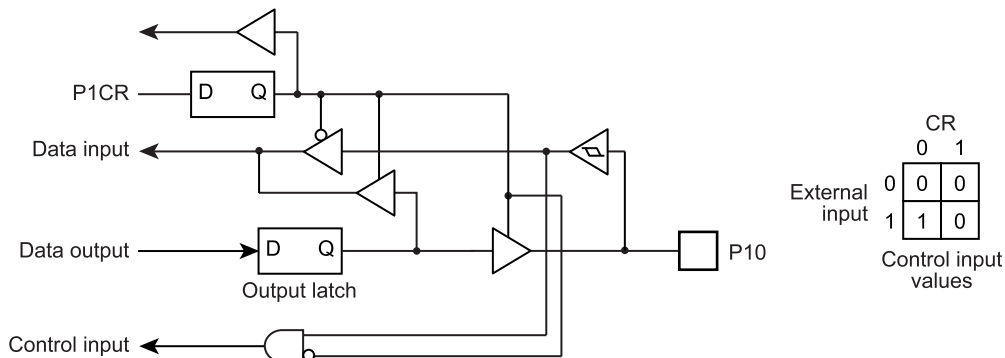 P1CR
D Q
Data input
Data output
D Q
Output latch
P10
Control input
CR
0 1
External
input
0 0 0
1 1 0
Control input
values